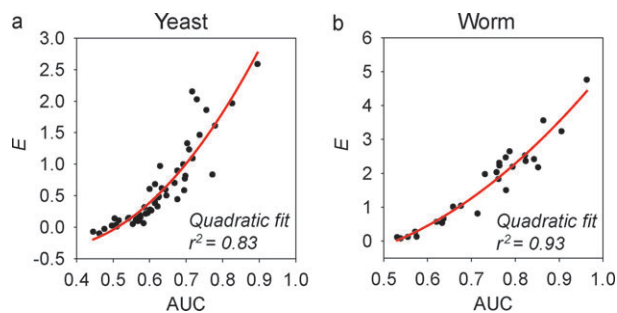 a Yeast
3.0
2.5
2.0
1.5
1.0
0.5
0.0
-0.5
E
Quadratic fit
r² = 0.83
0.4 0.5 0.6 0.7 0.8 0.9 1.0
AUC
b Worm
6
5
4
3
2
1
0
E
Quadratic fit
r² = 0.93
0.5 0.6 0.7 0.8 0.9 1.0
AUC